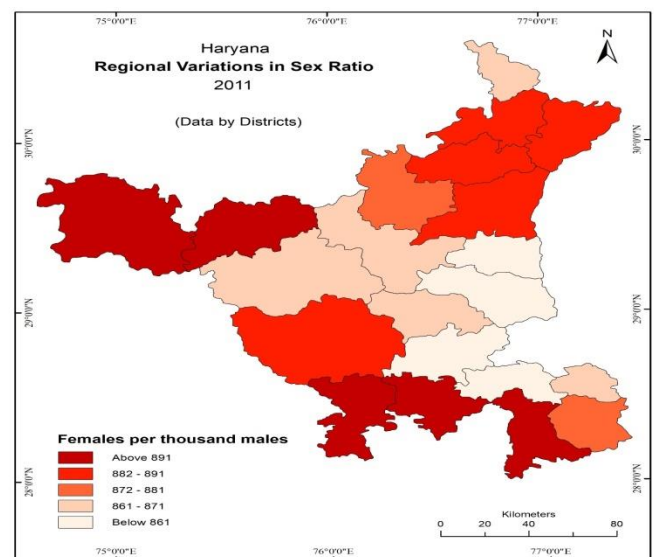 75°0'0"E 76°0'0"E 77°0'0"E
Haryana
Regional Variations in Sex Ratio
2011
(Data by Districts)
N
30°0'0"N 30°0'0"N
29°0'0"N 29°0'0"N
28°0'0"N 28°0'0"N
Females per thousand males
Above 891
882 - 891
872 - 881
861 - 871
Below 861
Kilometers
0 20 40 60 80
75°0'0"E 76°0'0"E 77°0'0"E